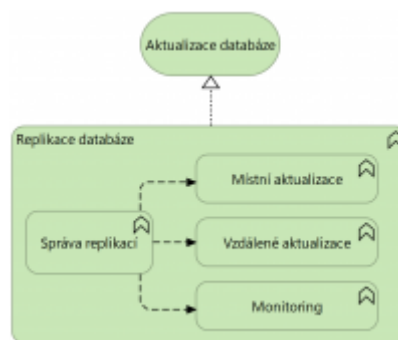 Aktualizace databáze
Replikace databáze
Místní aktualizace
Správa replikací
Vzdálené aktualizace
Monitoring